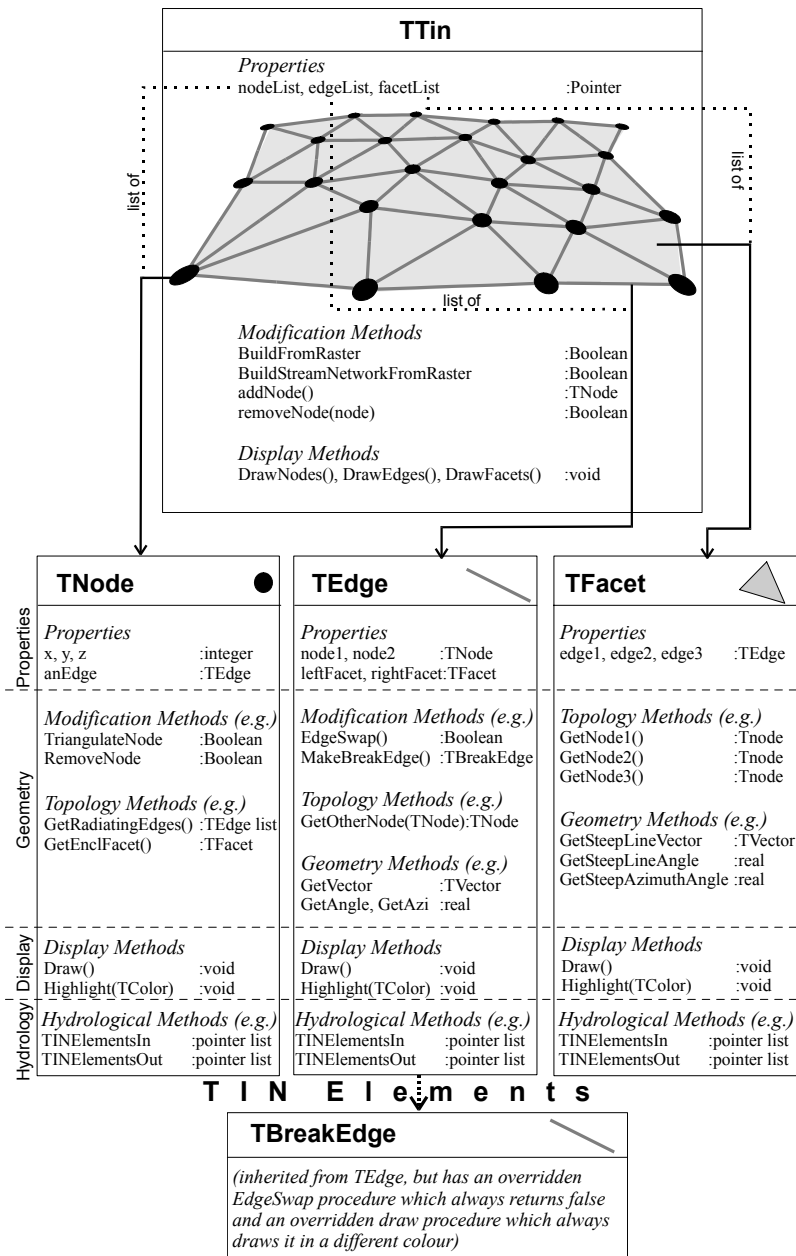 TTin
Properties
nodeList, edgeList, facetList :Pointer
list of
list of
list of
Modification Methods
BuildFromRaster :Boolean
BuildStreamNetworkFromRaster :Boolean
addNode() :TNode
removeNode(node) :Boolean
Display Methods
DrawNodes(), DrawEdges(), DrawFacets() :void
Properties
Geometry
Display
Hydrology
TNode
Properties
x, y, z :integer
anEdge :TEdge
Modification Methods (e.g.)
TriangulateNode :Boolean
RemoveNode :Boolean
Topology Methods (e.g.)
GetRadiatingEdges() :TEdge list
GetEnclFacet() :TFacet
Display Methods
Draw() :void
Highlight(TColor) :void
Hydrological Methods (e.g.)
TINElementsIn :pointer list
TINElementsOut :pointer list
TEdge
Properties
node1, node2 :TNode
leftFacet, rightFacet:TFacet
Modification Methods (e.g.)
EdgeSwap() :Boolean
MakeBreakEdge() :TBreakEdge
Topology Methods (e.g.)
GetOtherNode(TNode):TNode
Geometry Methods (e.g.)
GetVector :TVector
GetAngle, GetAzi :real
Display Methods
Draw() :void
Highlight(TColor) :void
Hydrological Methods (e.g.)
TINElementsIn :pointer list
TINElementsOut :pointer list
TFacet
Properties
edge1, edge2, edge3 :TEdge
Topology Methods (e.g.)
GetNode1() :Tnode
GetNode2() :Tnode
GetNode3() :Tnode
Geometry Methods (e.g.)
GetSteepLineVector :TVector
GetSteepLineAngle :real
GetSteepAzimuthAngle :real
Display Methods
Draw() :void
Highlight(TColor) :void
Hydrological Methods (e.g.)
TINElementsIn :pointer list
TINElementsOut :pointer list
TIN Elements
TBreakEdge
(inherited from TEdge, but has an overridden
EdgeSwap procedure which always returns false
and an overridden draw procedure which always
draws it in a different colour)